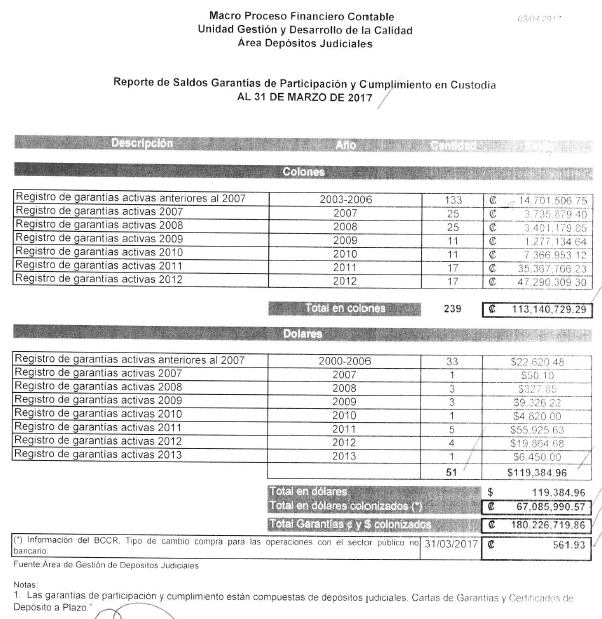 Macro Proceso Financiero Contable
03/04/2017
Unidad Gestión y Desarrollo de la Calidad
Área Depósitos Judiciales
Reporte de Saldos Garantías de Participación y Cumplimiento en Custodia
AL 31 DE MARZO DE 2017
Descripción Año Cantidad
Colones
Registro de garantías activas anteriores al 2007 2003-2006 133 ₡ 14,701,506.75
Registro de garantías activas 2007 2007 25 ₡ 3,735,879.40
Registro de garantías activas 2008 2008 25 ₡ 3,401,179.85
Registro de garantías activas 2009 2009 11 ₡ 1,277,134.64
Registro de garantías activas 2010 2010 11 ₡ 7,366,953.12
Registro de garantías activas 2011 2011 17 ₡ 35,367,766.23
Registro de garantías activas 2012 2012 17 ₡ 47,290,309.30
Total en colones 239 ₡ 113,140,729.29
Dolares
Registro de garantías activas anteriores al 2007 2000-2006 33 $22,620.48
Registro de garantías activas 2007 2007 1 $50.10
Registro de garantías activas 2008 2008 3 $327.85
Registro de garantías activas 2009 2009 3 $9,326.22
Registro de garantías activas 2010 2010 1 $4,820.00
Registro de garantías activas 2011 2011 5 $55,925.63
Registro de garantías activas 2012 2012 4 $19,864.68
Registro de garantías activas 2013 2013 1 $6,450.00
51 $119,384.96
Total en dólares $ 119,384.96
Total en dólares colonizados (*) ₡ 67,085,990.57
Total Garantías ¢ y $ colonizados ₡ 180,226,719.86
(*) Información del BCCR, Tipo de cambio compra para las operaciones con el sector público no 31/03/2017 ₡ 561.93
bancario.
Fuente:Área de Gestión de Depositos Judiciales
Notas:
1. Las garantías de participación y cumplimiento están compuestas de depósitos judiciales, Cartas de Garantías y Certificados de
Depósito a Plazo."